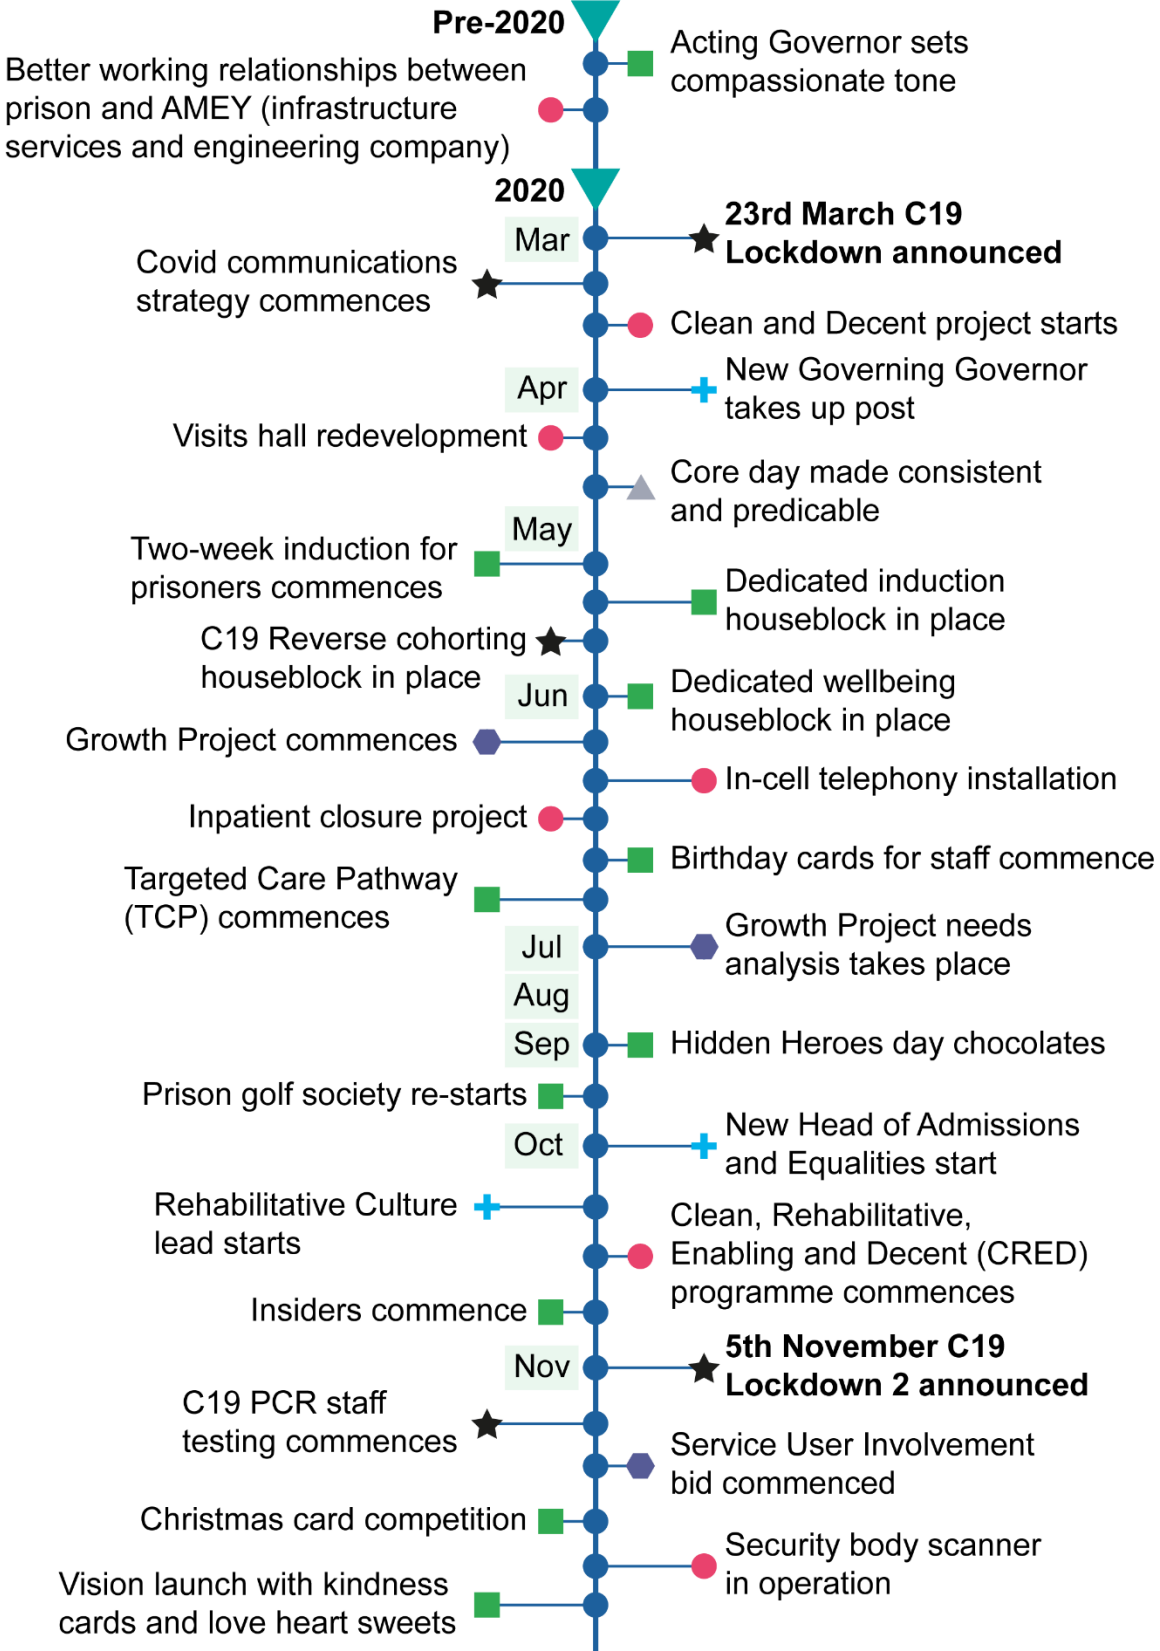 Pre-2020
Acting Governor sets
compassionate tone
Better working relationships between
prison and AMEY (infrastructure
services and engineering company)
2020
Mar
23rd March C19
Lockdown announced
Covid communications
strategy commences
Clean and Decent project starts
Apr
New Governing Governor
takes up post
Visits hall redevelopment
Core day made consistent
and predicable
May
Two-week induction for
prisoners commences
Dedicated induction
houseblock in place
C19 Reverse cohorting
houseblock in place
Jun
Dedicated wellbeing
houseblock in place
Growth Project commences
In-cell telephony installation
Inpatient closure project
Birthday cards for staff commence
Targeted Care Pathway
(TCP) commences
Jul
Growth Project needs
analysis takes place
Aug
Sep
Hidden Heroes day chocolates
Prison golf society re-starts
Oct
New Head of Admissions
and Equalities start
Rehabilitative Culture
lead starts
Clean, Rehabilitative,
Enabling and Decent (CRED)
programme commences
Insiders commence
Nov
5th November C19
Lockdown 2 announced
C19 PCR staff
testing commences
Service User Involvement
bid commenced
Christmas card competition
Security body scanner
in operation
Vision launch with kindness
cards and love heart sweets